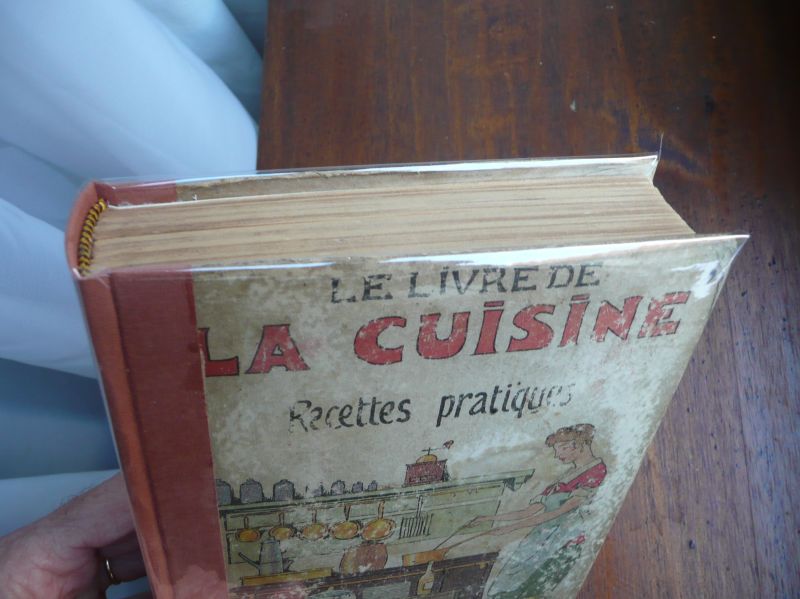 LE LIVRE DE
LA CUISINE
Recettes pratiques